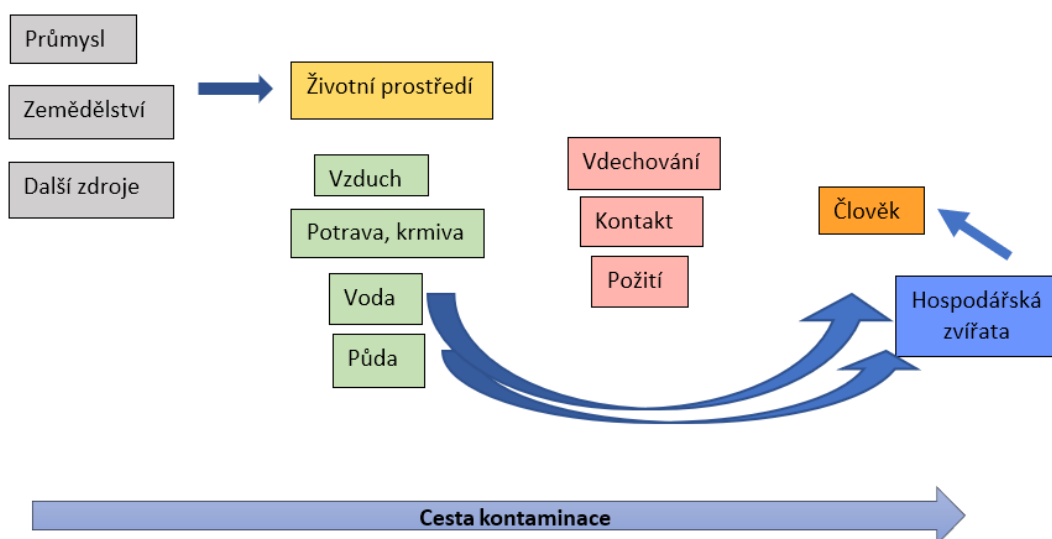 Průmysl
Zemědělství
Další zdroje
Životní prostředí
Vzduch
Potrava, krmiva
Voda
Půda
Vdechování
Kontakt
Požití
Člověk
Hospodářská
zvířata
Cesta kontaminace